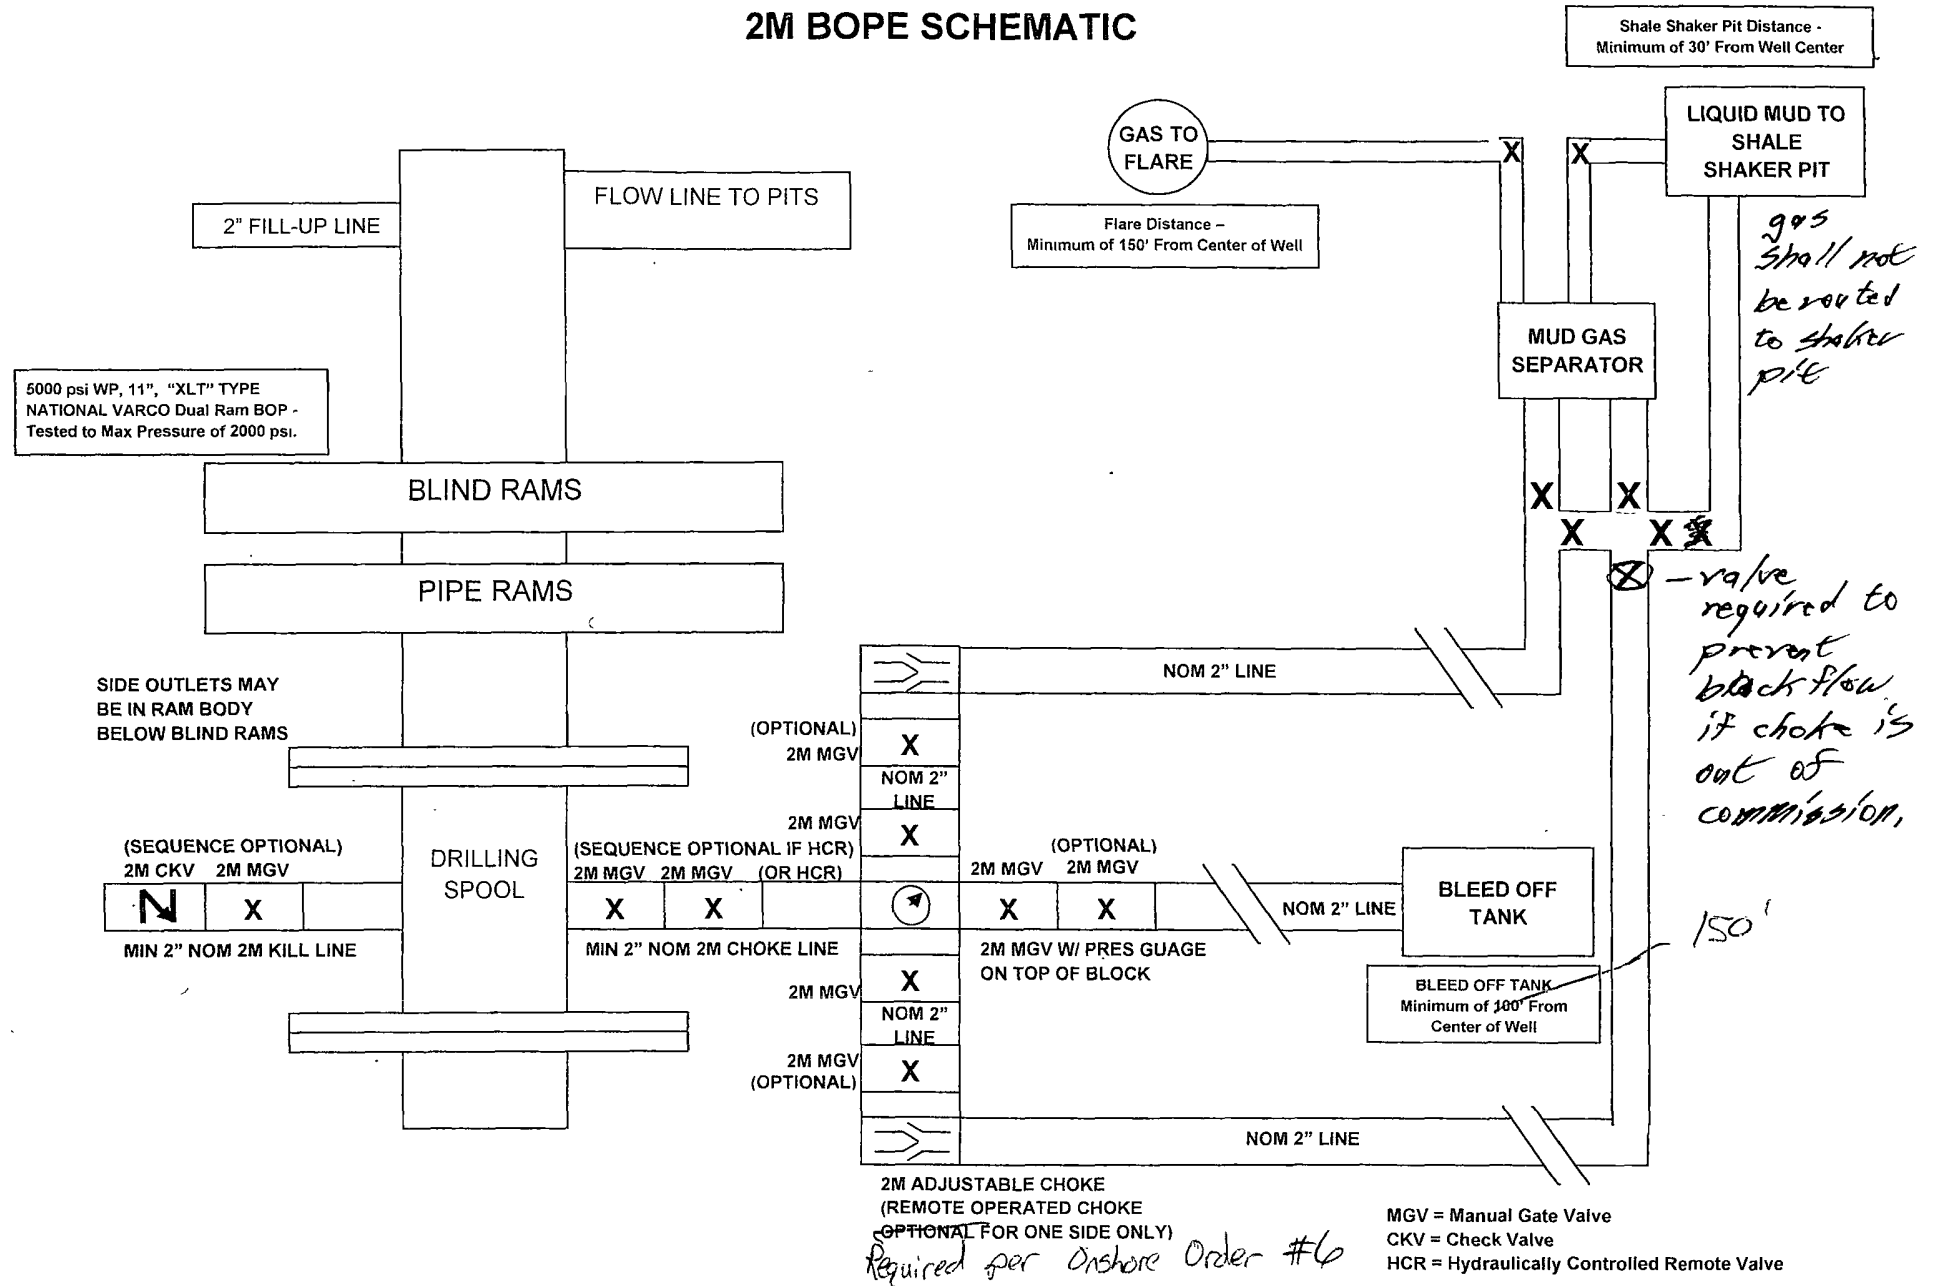 2M BOPE SCHEMATIC
Shale Shaker Pit Distance -
Minimum of 30' From Well Center
GAS TO
FLARE
X
X
LIQUID MUD TO
SHALE
SHAKER PIT
FLOW LINE TO PITS
2" FILL-UP LINE
Flare Distance –
Minimum of 150' From Center of Well
gas
shall not
be routed
to shaker
pit
MUD GAS
SEPARATOR
5000 psi WP, 11", "XLT" TYPE
NATIONAL VARCO Dual Ram BOP -
Tested to Max Pressure of 2000 psi.
BLIND RAMS
X
X
X
X
X
PIPE RAMS
X
- valve
required to
prevent
backflow
if choke is
out of
commission,
SIDE OUTLETS MAY
BE IN RAM BODY
BELOW BLIND RAMS
NOM 2" LINE
(OPTIONAL)
2M MGV
X
NOM 2"
LINE
2M MGV
X
(SEQUENCE OPTIONAL)
2M CKV 2M MGV
N X
MIN 2" NOM 2M KILL LINE
DRILLING
SPOOL
(SEQUENCE OPTIONAL IF HCR)
2M MGV 2M MGV (OR HCR)
X X
MIN 2" NOM 2M CHOKE LINE
(OPTIONAL)
2M MGV 2M MGV
X X
2M MGV W/ PRES GUAGE
ON TOP OF BLOCK
NOM 2" LINE
BLEED OFF
TANK
150'
BLEED OFF TANK
Minimum of 100' From
Center of Well
2M MGV
X
NOM 2"
LINE
2M MGV
(OPTIONAL)
X
NOM 2" LINE
2M ADJUSTABLE CHOKE
(REMOTE OPERATED CHOKE
OPTIONAL FOR ONE SIDE ONLY)
Required per Onshore Order #6
MGV = Manual Gate Valve
CKV = Check Valve
HCR = Hydraulically Controlled Remote Valve